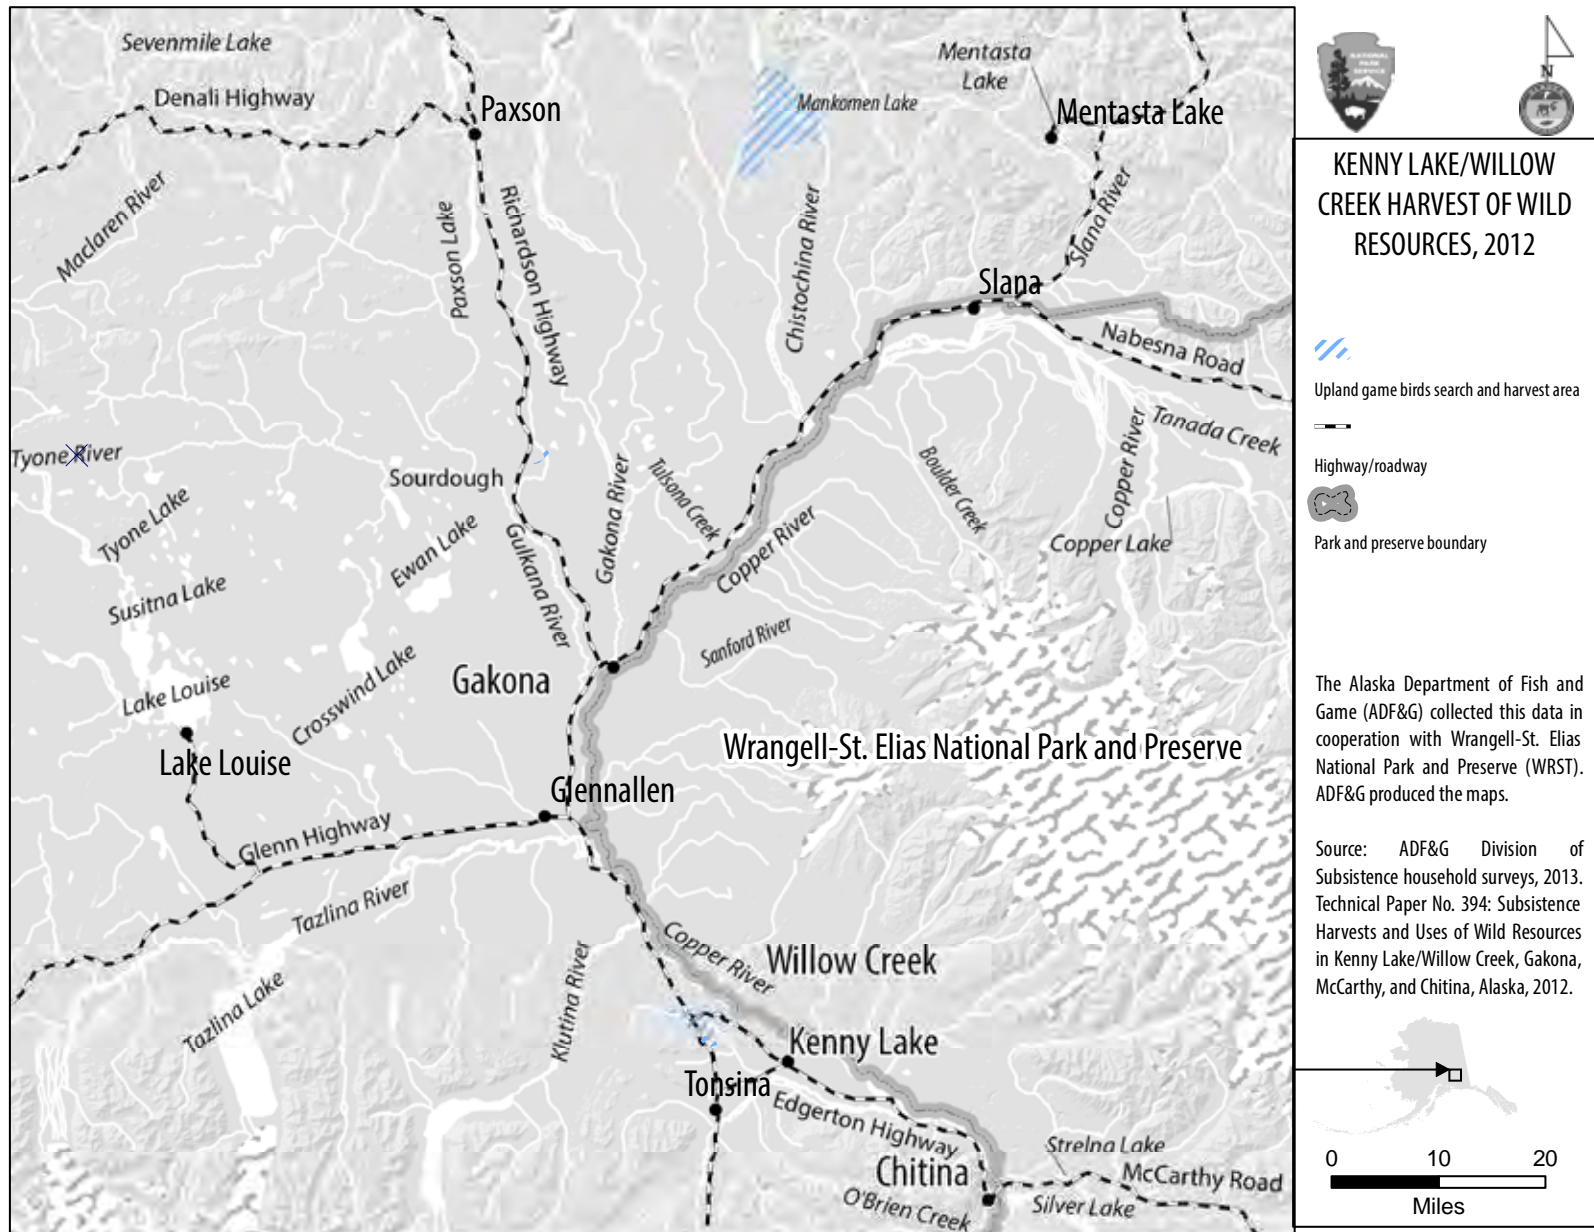 Sevenmile Lake
Denali Highway
Paxson
Mentasta
Lake
Mankomen Lake
Mentasta Lake
Maclaren River
Paxson Lake
Richardson Highway
Chistochina River
Slana River
Slana
Nabesna Road
Tanada Creek
Tyone River
Sourdough
Tyone Lake
Ewan Lake
Gulkana River
Gakona River
Tulsona Creek
Copper River
Boulder Creek
Copper River
Copper Lake
Susitna Lake
Sanford River
Lake Louise
Crosswind Lake
Gakona
Lake Louise
Wrangell-St. Elias National Park and Preserve
Glennallen
Glenn Highway
Tazlina River
Copper River
Willow Creek
Tazlina Lake
Klutina River
Kenny Lake
Tonsina
Edgerton Highway
Chitina
Strelna Lake
McCarthy Road
O'Brien Creek
Silver Lake
NATIONAL
PARK
SERVICE
N
ALASKA
KENNY LAKE/WILLOW
CREEK HARVEST OF WILD
RESOURCES, 2012
Upland game birds search and harvest area
Highway/roadway
Park and preserve boundary
The Alaska Department of Fish and
Game (ADF&G) collected this data in
cooperation with Wrangell-St. Elias
National Park and Preserve (WRST).
ADF&G produced the maps.
Source: ADF&G Division of
Subsistence household surveys, 2013.
Technical Paper No. 394: Subsistence
Harvests and Uses of Wild Resources
in Kenny Lake/Willow Creek, Gakona,
McCarthy, and Chitina, Alaska, 2012.
0 10 20
Miles